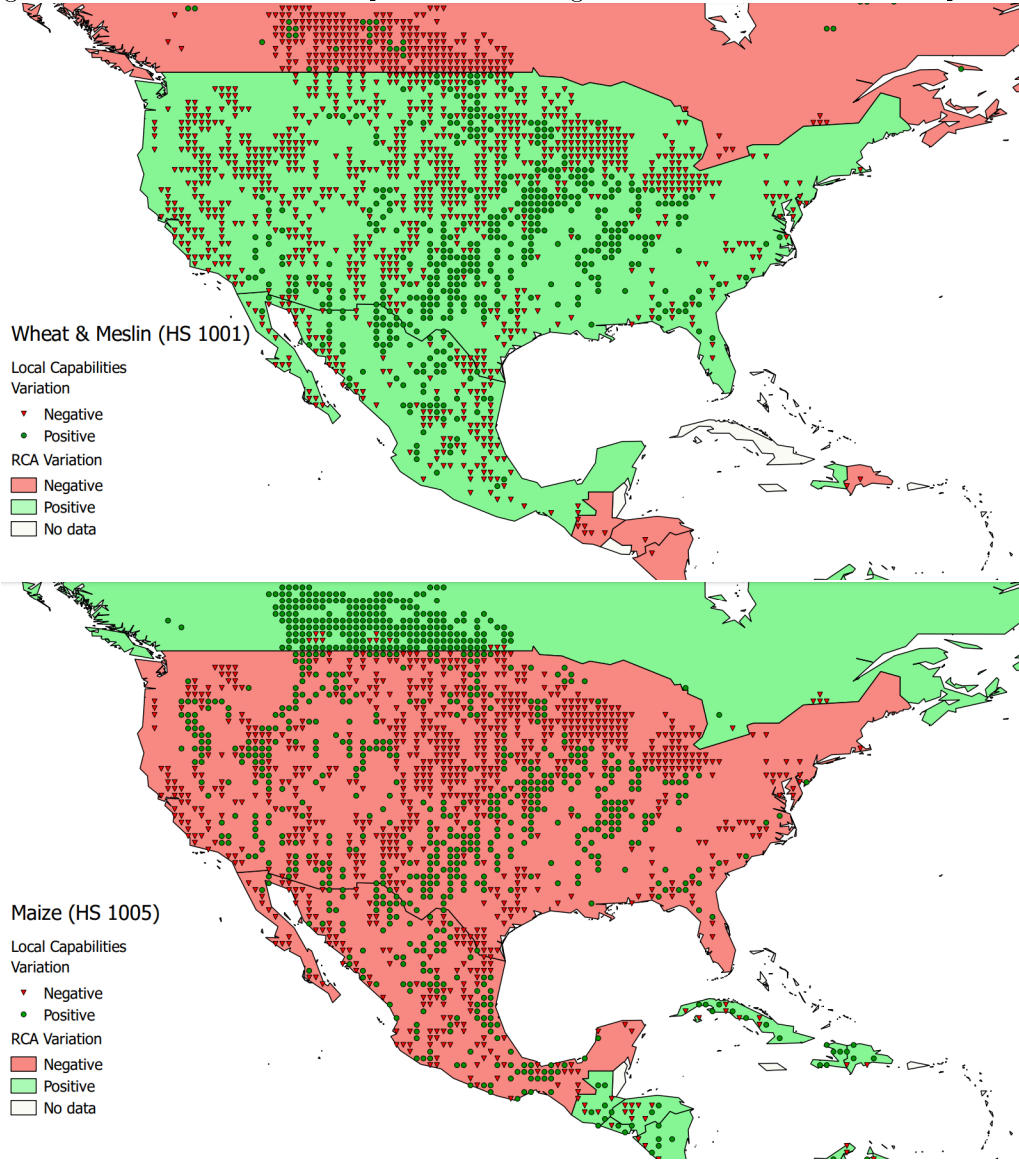 Wheat & Meslin (HS 1001)
Local Capabilities
Variation
Negative
Positive
RCA Variation
Negative
Positive
No data
Maize (HS 1005)
Local Capabilities
Variation
Negative
Positive
RCA Variation
Negative
Positive
No data